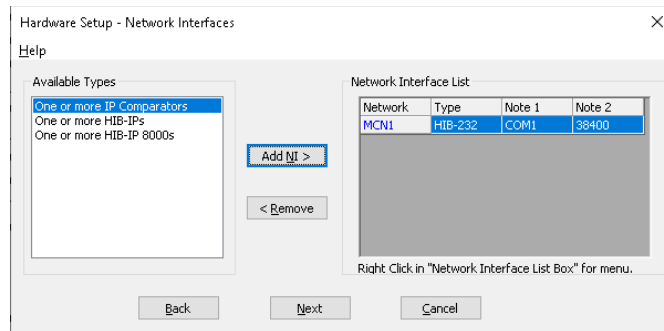 Hardware Setup - Network Interfaces
Help
Available Types
One or more IP Comparators
One or more HIB-IPs
One or more HIB-IP 8000s
Add NI >
< Remove
Network Interface List
Network Type Note 1 Note 2
MCN1 HIB-232 COM1 38400
Right Click in "Network Interface List Box" for menu.
Back Next Cancel